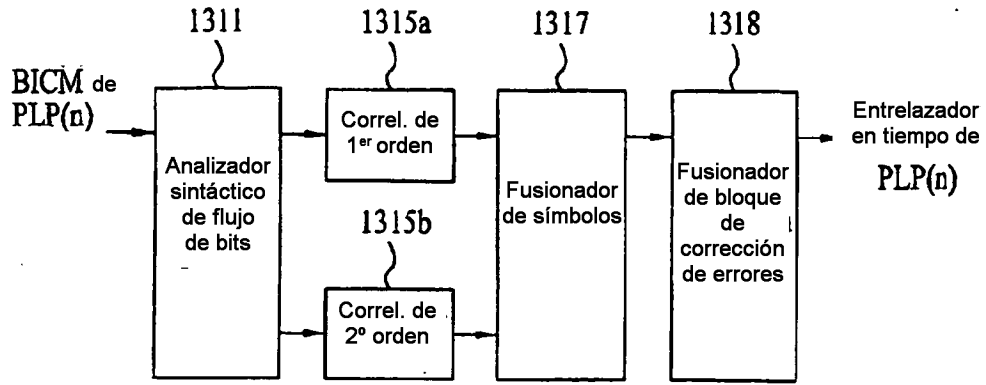 1311
1315a
1317
1318
BICM de
PLP(n)
Analizador
sintáctico
de flujo
de bits
Correl. de
1er orden
1315b
Correl. de
2º orden
Fusionador
de símbolos
Fusionador
de bloque
de
corrección
de errores
Entrelazador
en tiempo de
PLP(n)